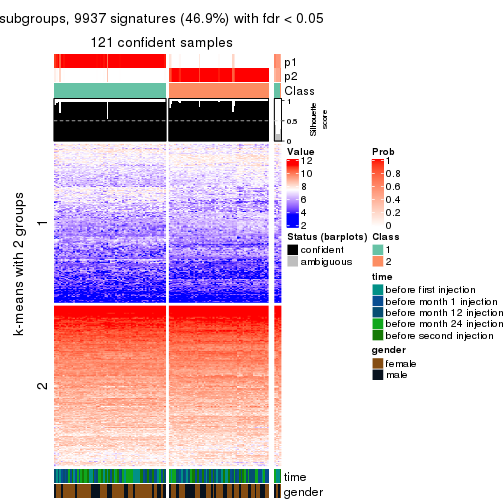 subgroups, 9937 signatures (46.9%) with fdr < 0.05
121 confident samples
p1
p2
Class
1
0.5
0
Silhouette
score
k-means with 2 groups
1
2
Value
12
10
8
6
4
2
Prob
1
0.8
0.6
0.4
0.2
0
Status (barplots)
confident
ambiguous
Class
1
2
time
before first injection
before month 1 injection
before month 12 injection
before month 24 injection
before second injection
gender
female
male
time
gender